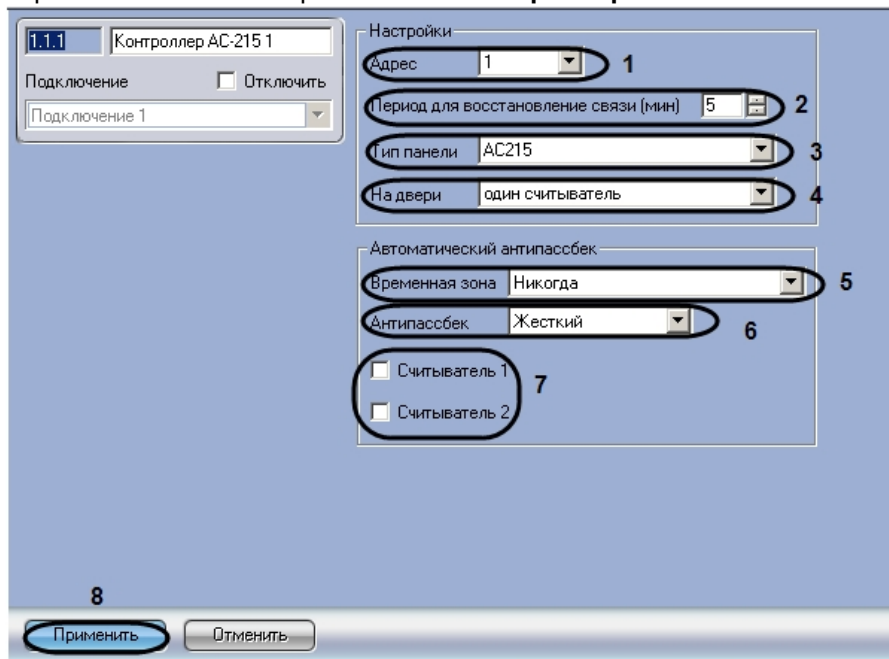 1.1.1 Контроллер АС-215 1
Подключение Отключить
Подключение 1
Настройки
Адрес 1 1
Период для восстановление связи (мин) 5 2
Тип панели АС215 3
На двери один считыватель 4
Автоматический антипассбек
Временная зона Никогда 5
Антипассбек Жесткий 6
Считыватель 1
Считыватель 2
7
8
Применить Отменить